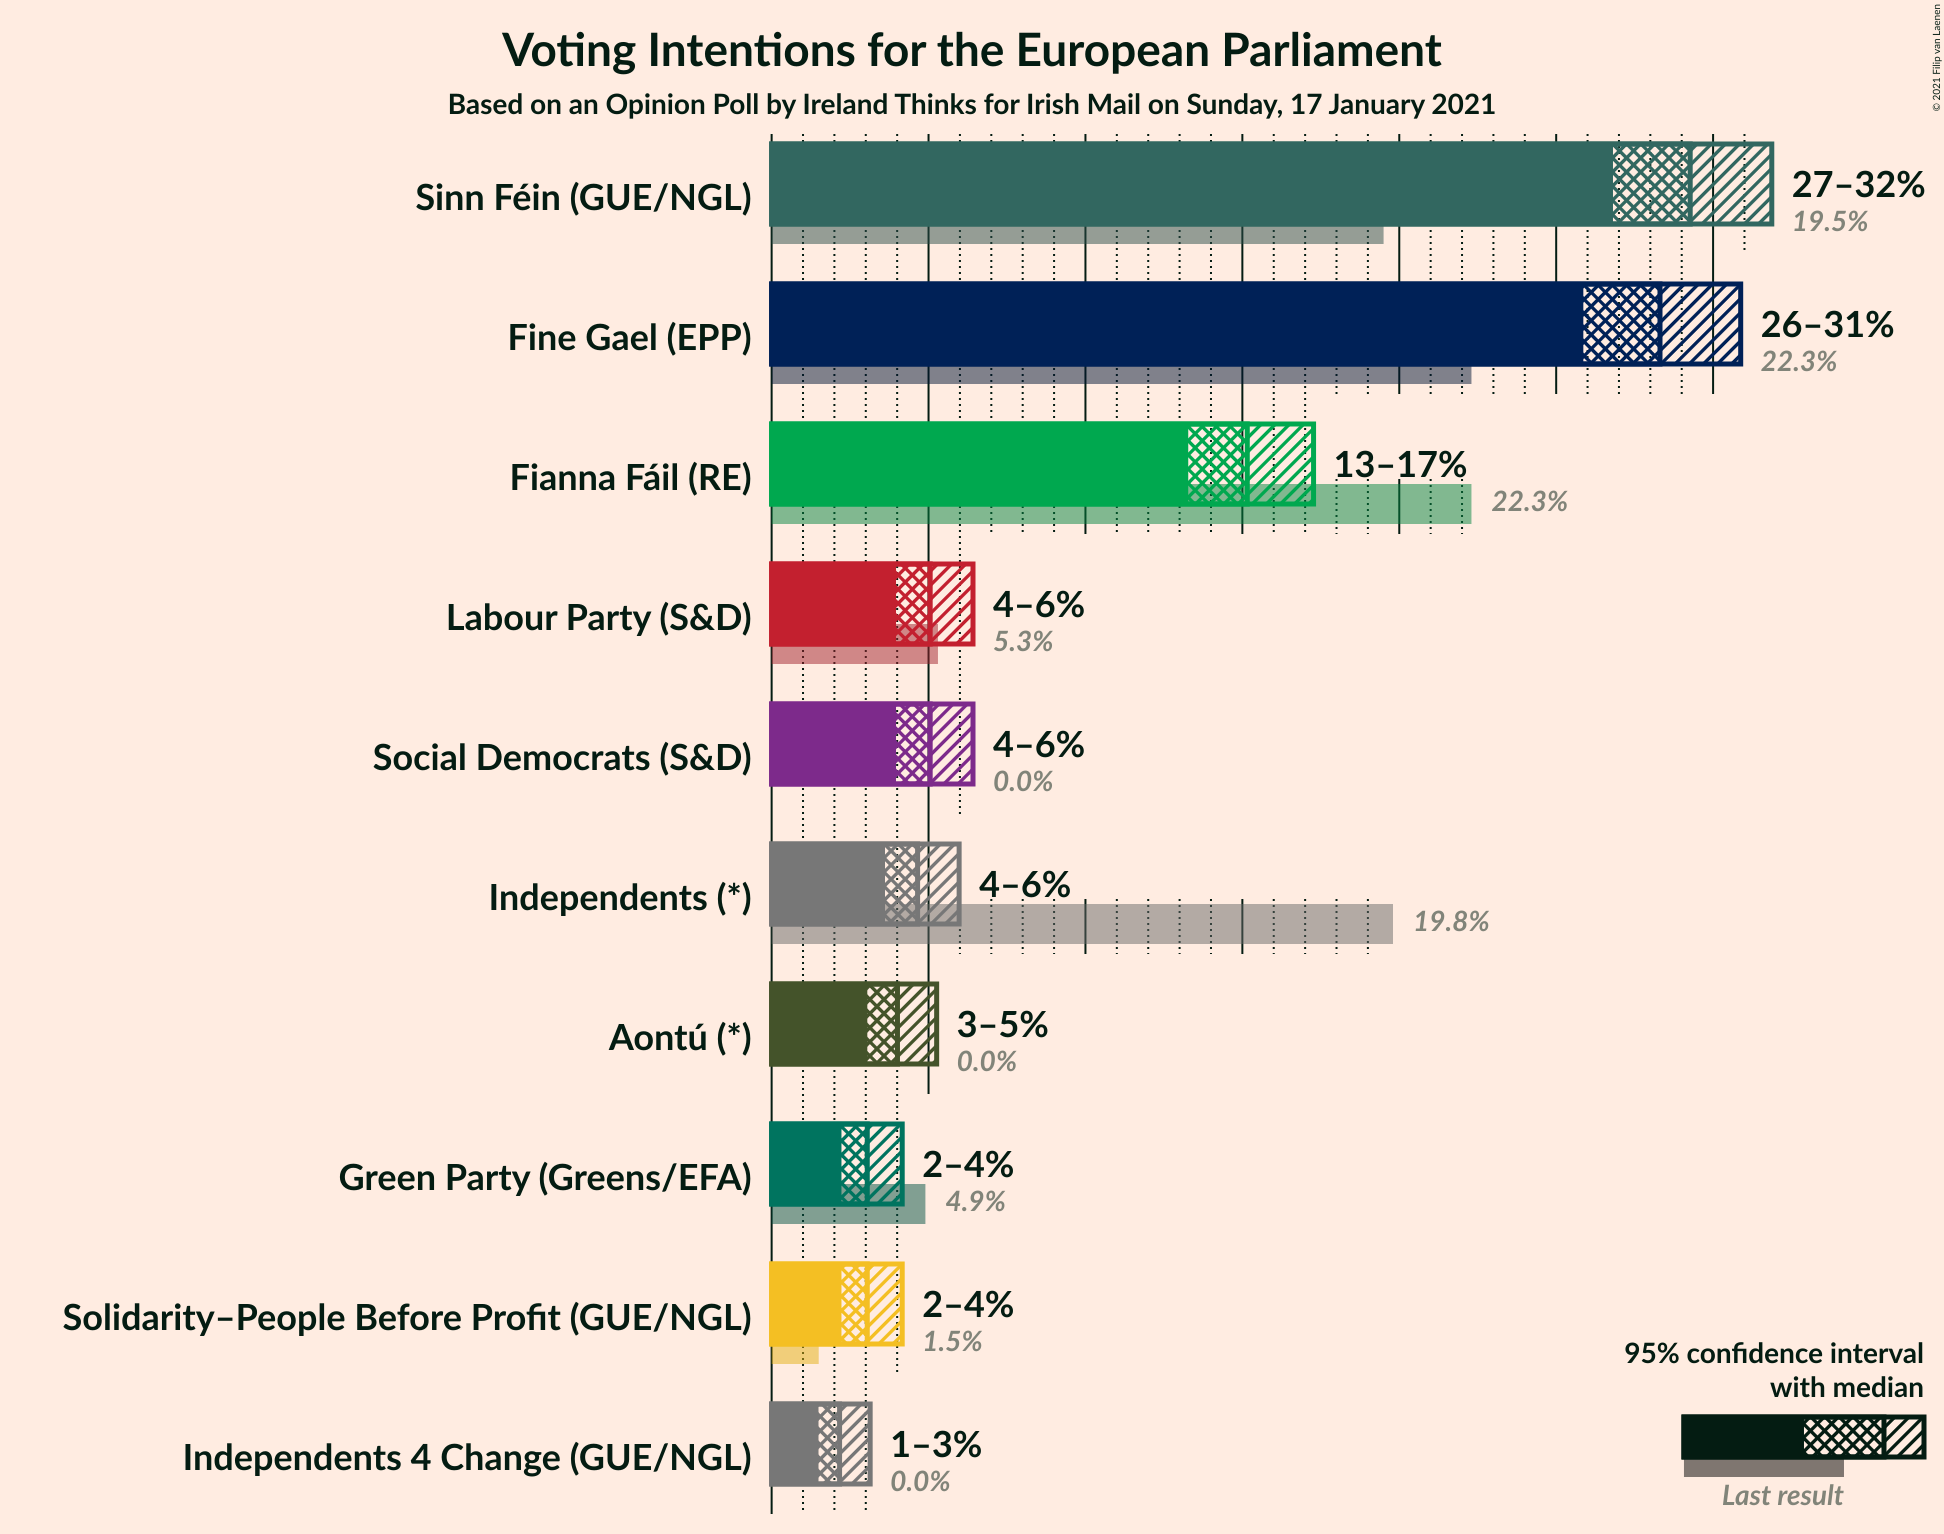 Voting Intentions for the European Parliament
Based on an Opinion Poll by Ireland Thinks for Irish Mail on Sunday, 17 January 2021
© 2021 Filip van Laenen
Sinn Féin (GUE/NGL)
27–32%
19.5%
Fine Gael (EPP)
26–31%
22.3%
Fianna Fáil (RE)
13–17%
22.3%
Labour Party (S&D)
4–6%
5.3%
Social Democrats (S&D)
4–6%
0.0%
Independents (*)
4–6%
19.8%
Aontú (*)
3–5%
0.0%
Green Party (Greens/EFA)
2–4%
4.9%
Solidarity–People Before Profit (GUE/NGL)
2–4%
1.5%
Independents 4 Change (GUE/NGL)
1–3%
0.0%
95% confidence interval
with median
Last result